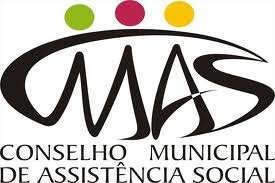 CMAS
CONSELHO MUNICIPAL
DE ASSISTÊNCIA SOCIAL